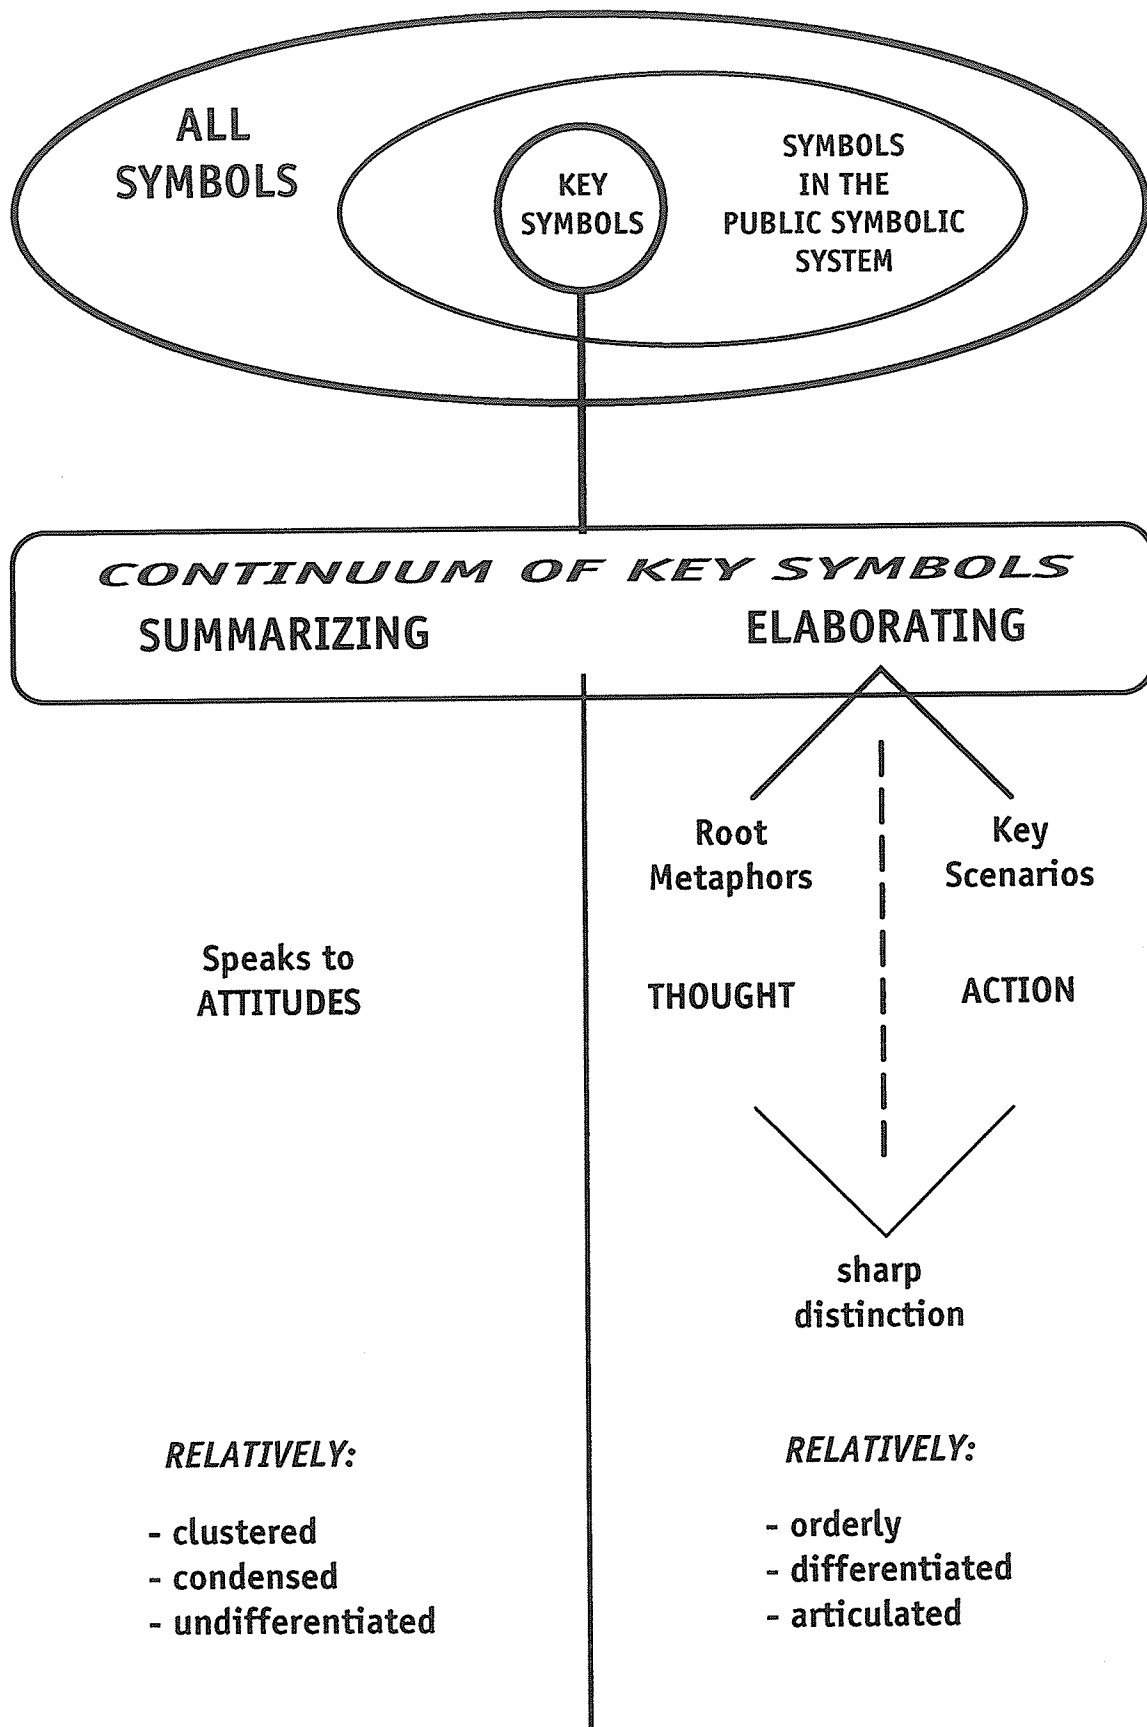 ALL
SYMBOLS
KEY
SYMBOLS
SYMBOLS
IN THE
PUBLIC SYMBOLIC
SYSTEM
CONTINUUM OF KEY SYMBOLS
SUMMARIZING
ELABORATING
Root
Metaphors
Key
Scenarios
Speaks to
ATTITUDES
THOUGHT
ACTION
sharp
distinction
RELATIVELY:
- clustered
- condensed
- undifferentiated
RELATIVELY:
- orderly
- differentiated
- articulated